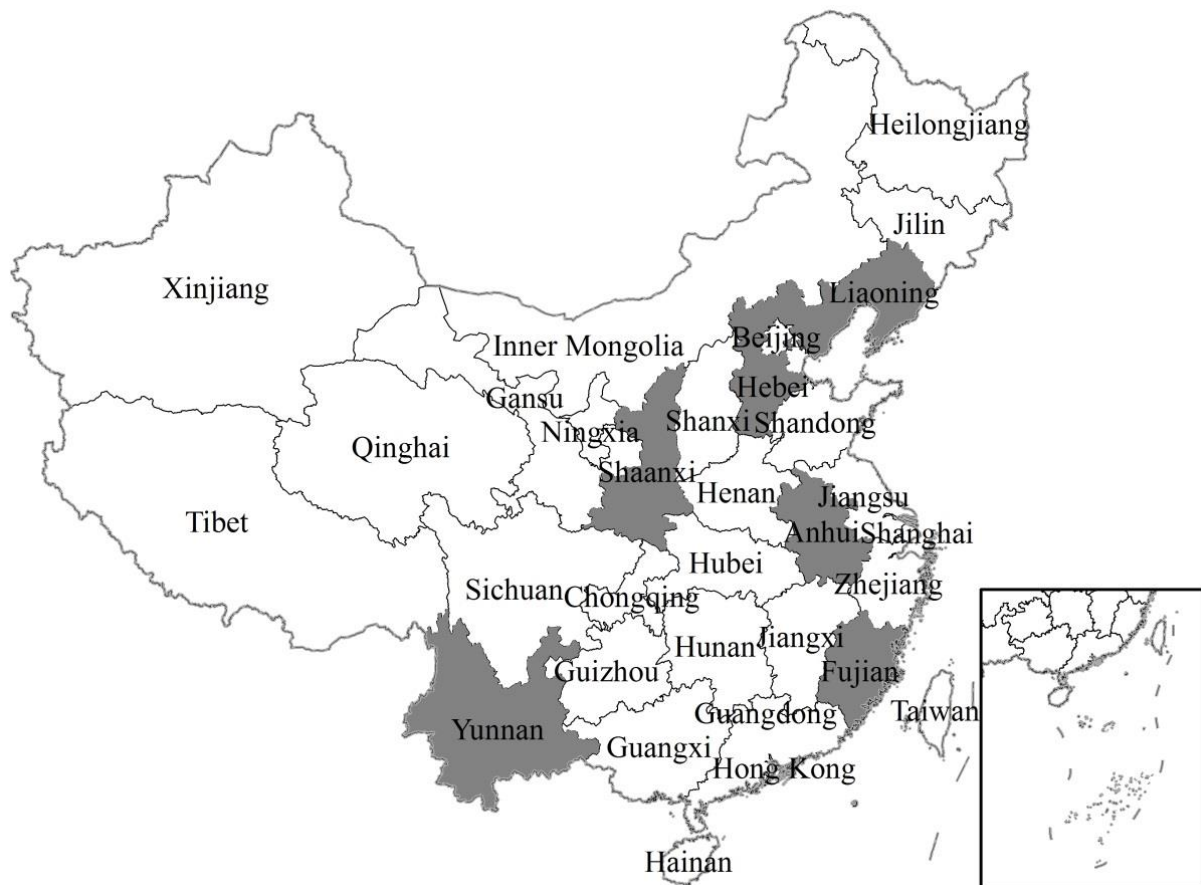 Heilongjiang
Jilin
Xinjiang
Liaoning
Beijing
Inner Mongolia
Hebei
Gansu
Shanxi
Shandong
Ningxia
Qinghai
Shaanxi
Henan
Jiangsu
Tibet
Anhui
Shanghai
Hubei
Sichuan
Chongqing
Zhejiang
Hunan
Jiangxi
Guizhou
Fujian
Guangdong
Taiwan
Yunnan
Guangxi
Hong Kong
Hainan